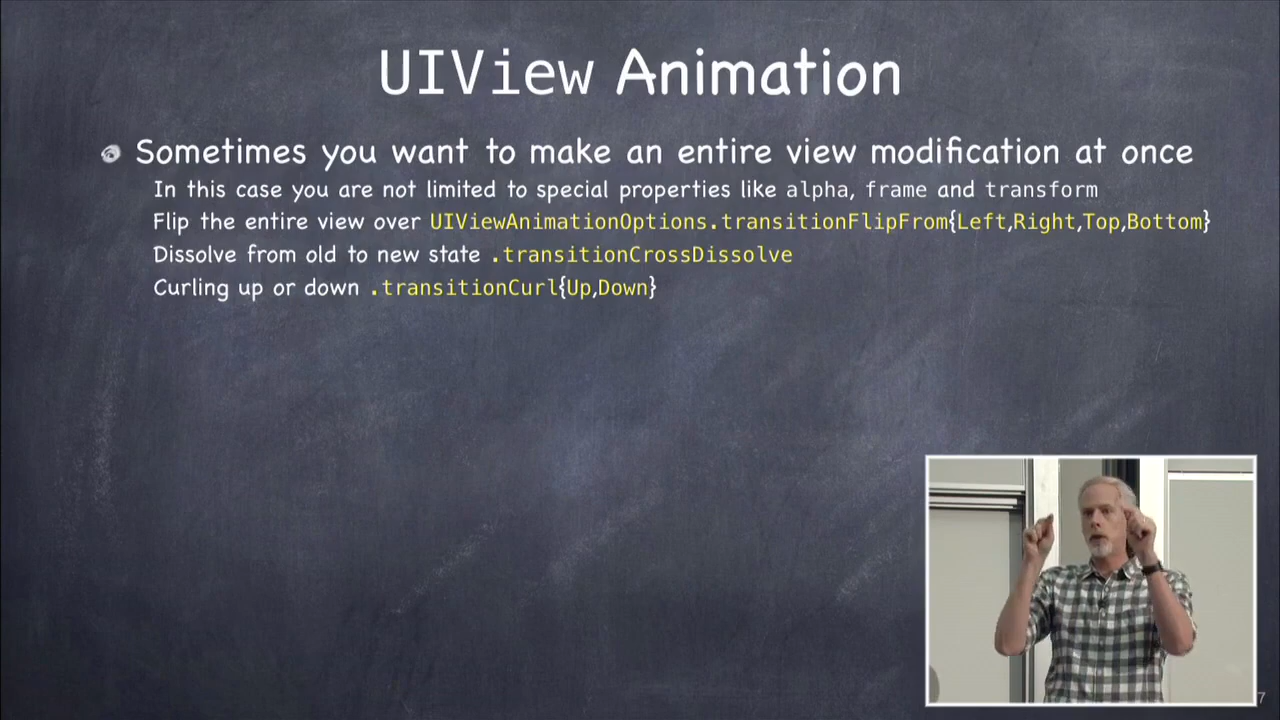 UIView Animation
Sometimes you want to make an entire view modification at once
In this case you are not limited to special properties like alpha, frame and transform
Flip the entire view over UIViewAnimationOptions.transitionFlipFrom{Left,Right,Top,Bottom}
Dissolve from old to new state .transitionCrossDissolve
Curling up or down .transitionCurl{Up,Down}